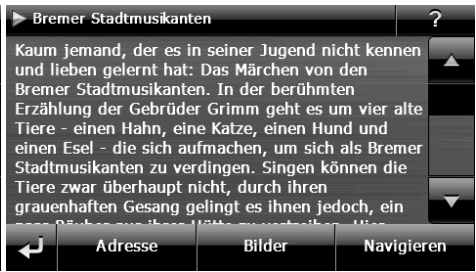 Bremer Stadtmusikanten ?
Kaum jemand, der es in seiner Jugend nicht kennen
und lieben gelernt hat: Das Märchen von den
Bremer Stadtmusikanten. In der berühmten
Erzählung der Gebrüder Grimm geht es um vier alte
Tiere - einen Hahn, eine Katze, einen Hund und
einen Esel - die sich aufmachen, um sich als Bremer
Stadtmusikanten zu verdingen. Singen können die
Tiere zwar überhaupt nicht, durch ihren
grauenhaften Gesang gelingt es ihnen jedoch, ein
Adresse Bilder Navigieren